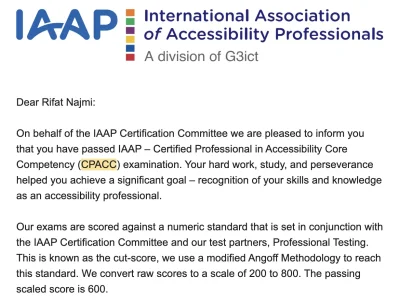 IAAP
International Association
of Accessibility Professionals
A division of G3ict
Dear Rifat Najmi:
On behalf of the IAAP Certification Committee we are pleased to inform you
that you have passed IAAP – Certified Professional in Accessibility Core
Competency (CPACC) examination. Your hard work, study, and perseverance
helped you achieve a significant goal – recognition of your skills and knowledge
as an accessibility professional.
Our exams are scored against a numeric standard that is set in conjunction with
the IAAP Certification Committee and our test partners, Professional Testing.
This is known as the cut-score, we use a modified Angoff Methodology to reach
this standard. We convert raw scores to a scale of 200 to 800. The passing
scaled score is 600.